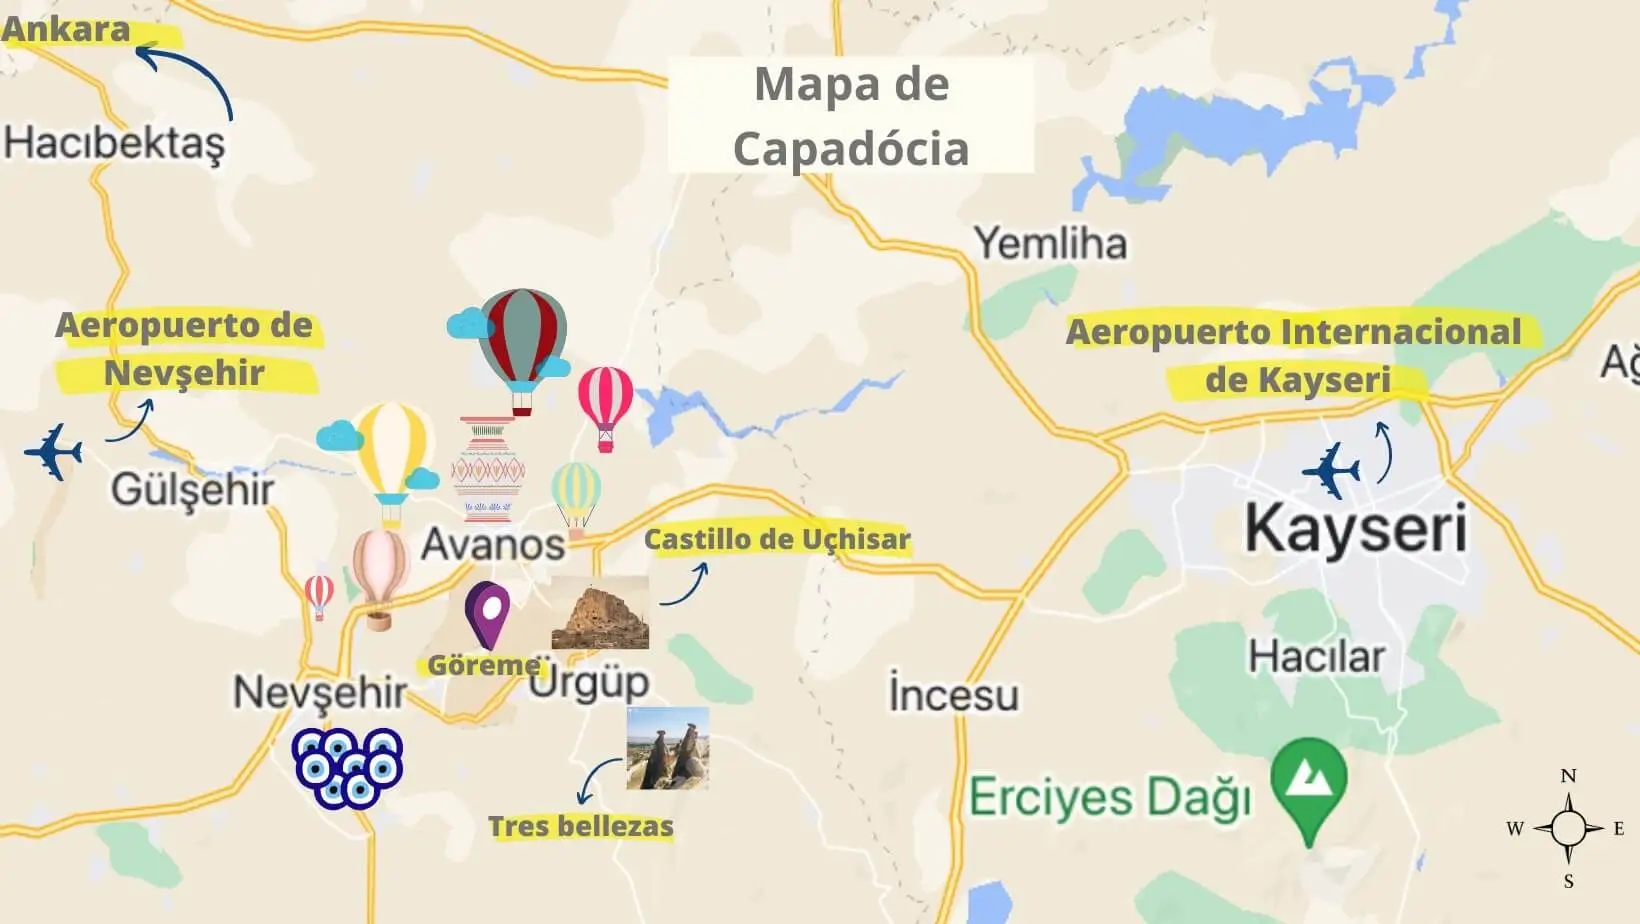 Ankara
Mapa de
Capadócia
Hacıbektaş
Yemliha
Aeropuerto de
Nevşehir
Aeropuerto Internacional
de Kayseri
Ağ
Gülşehir
Avanos
Castillo de Uçhisar
Kayseri
Göreme
Ürgüp
Nevşehir
İncesu
Hacılar
Erciyes Dağı
Tres bellezas
N
W
E
S